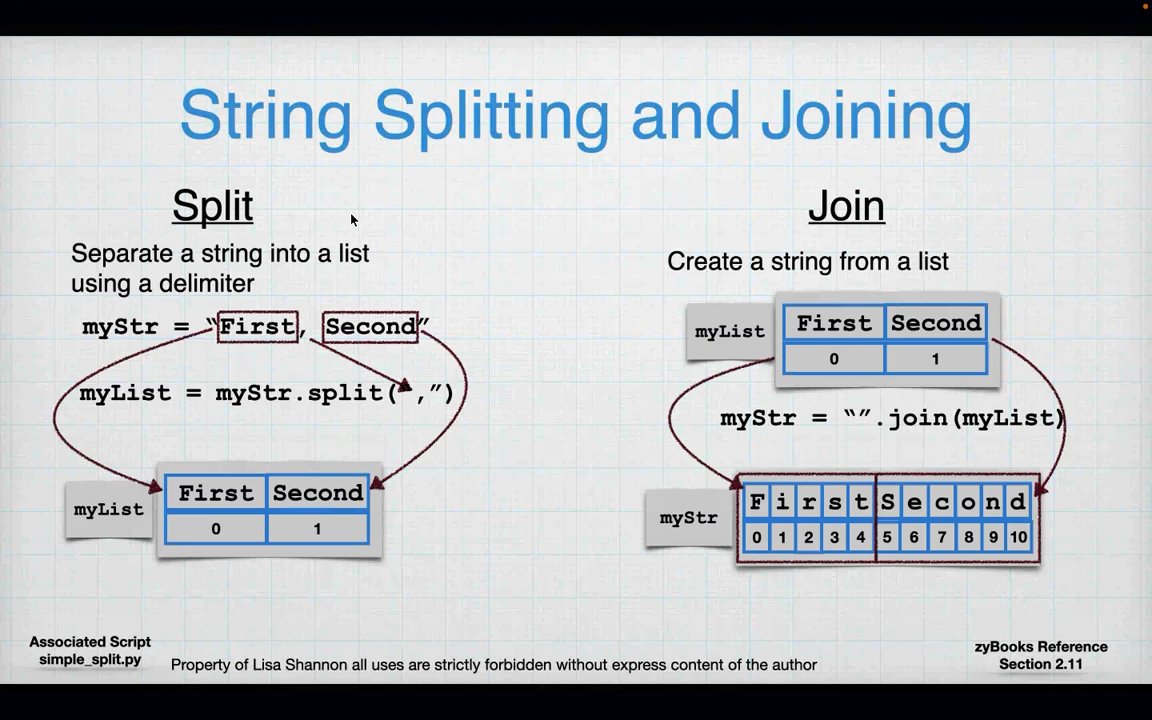 String Splitting and Joining
Split
Separate a string into a list
using a delimiter
myStr = “First, Second”
myList = myStr.split(“,”)
myList
First Second
0 1
Join
Create a string from a list
myList
First Second
0 1
myStr = “”.join(myList)
myStr
F i r s t S e c o n d
0 1 2 3 4 5 6 7 8 9 10
Associated Script
simple_split.py
Property of Lisa Shannon all uses are strictly forbidden without express content of the author
zyBooks Reference
Section 2.11